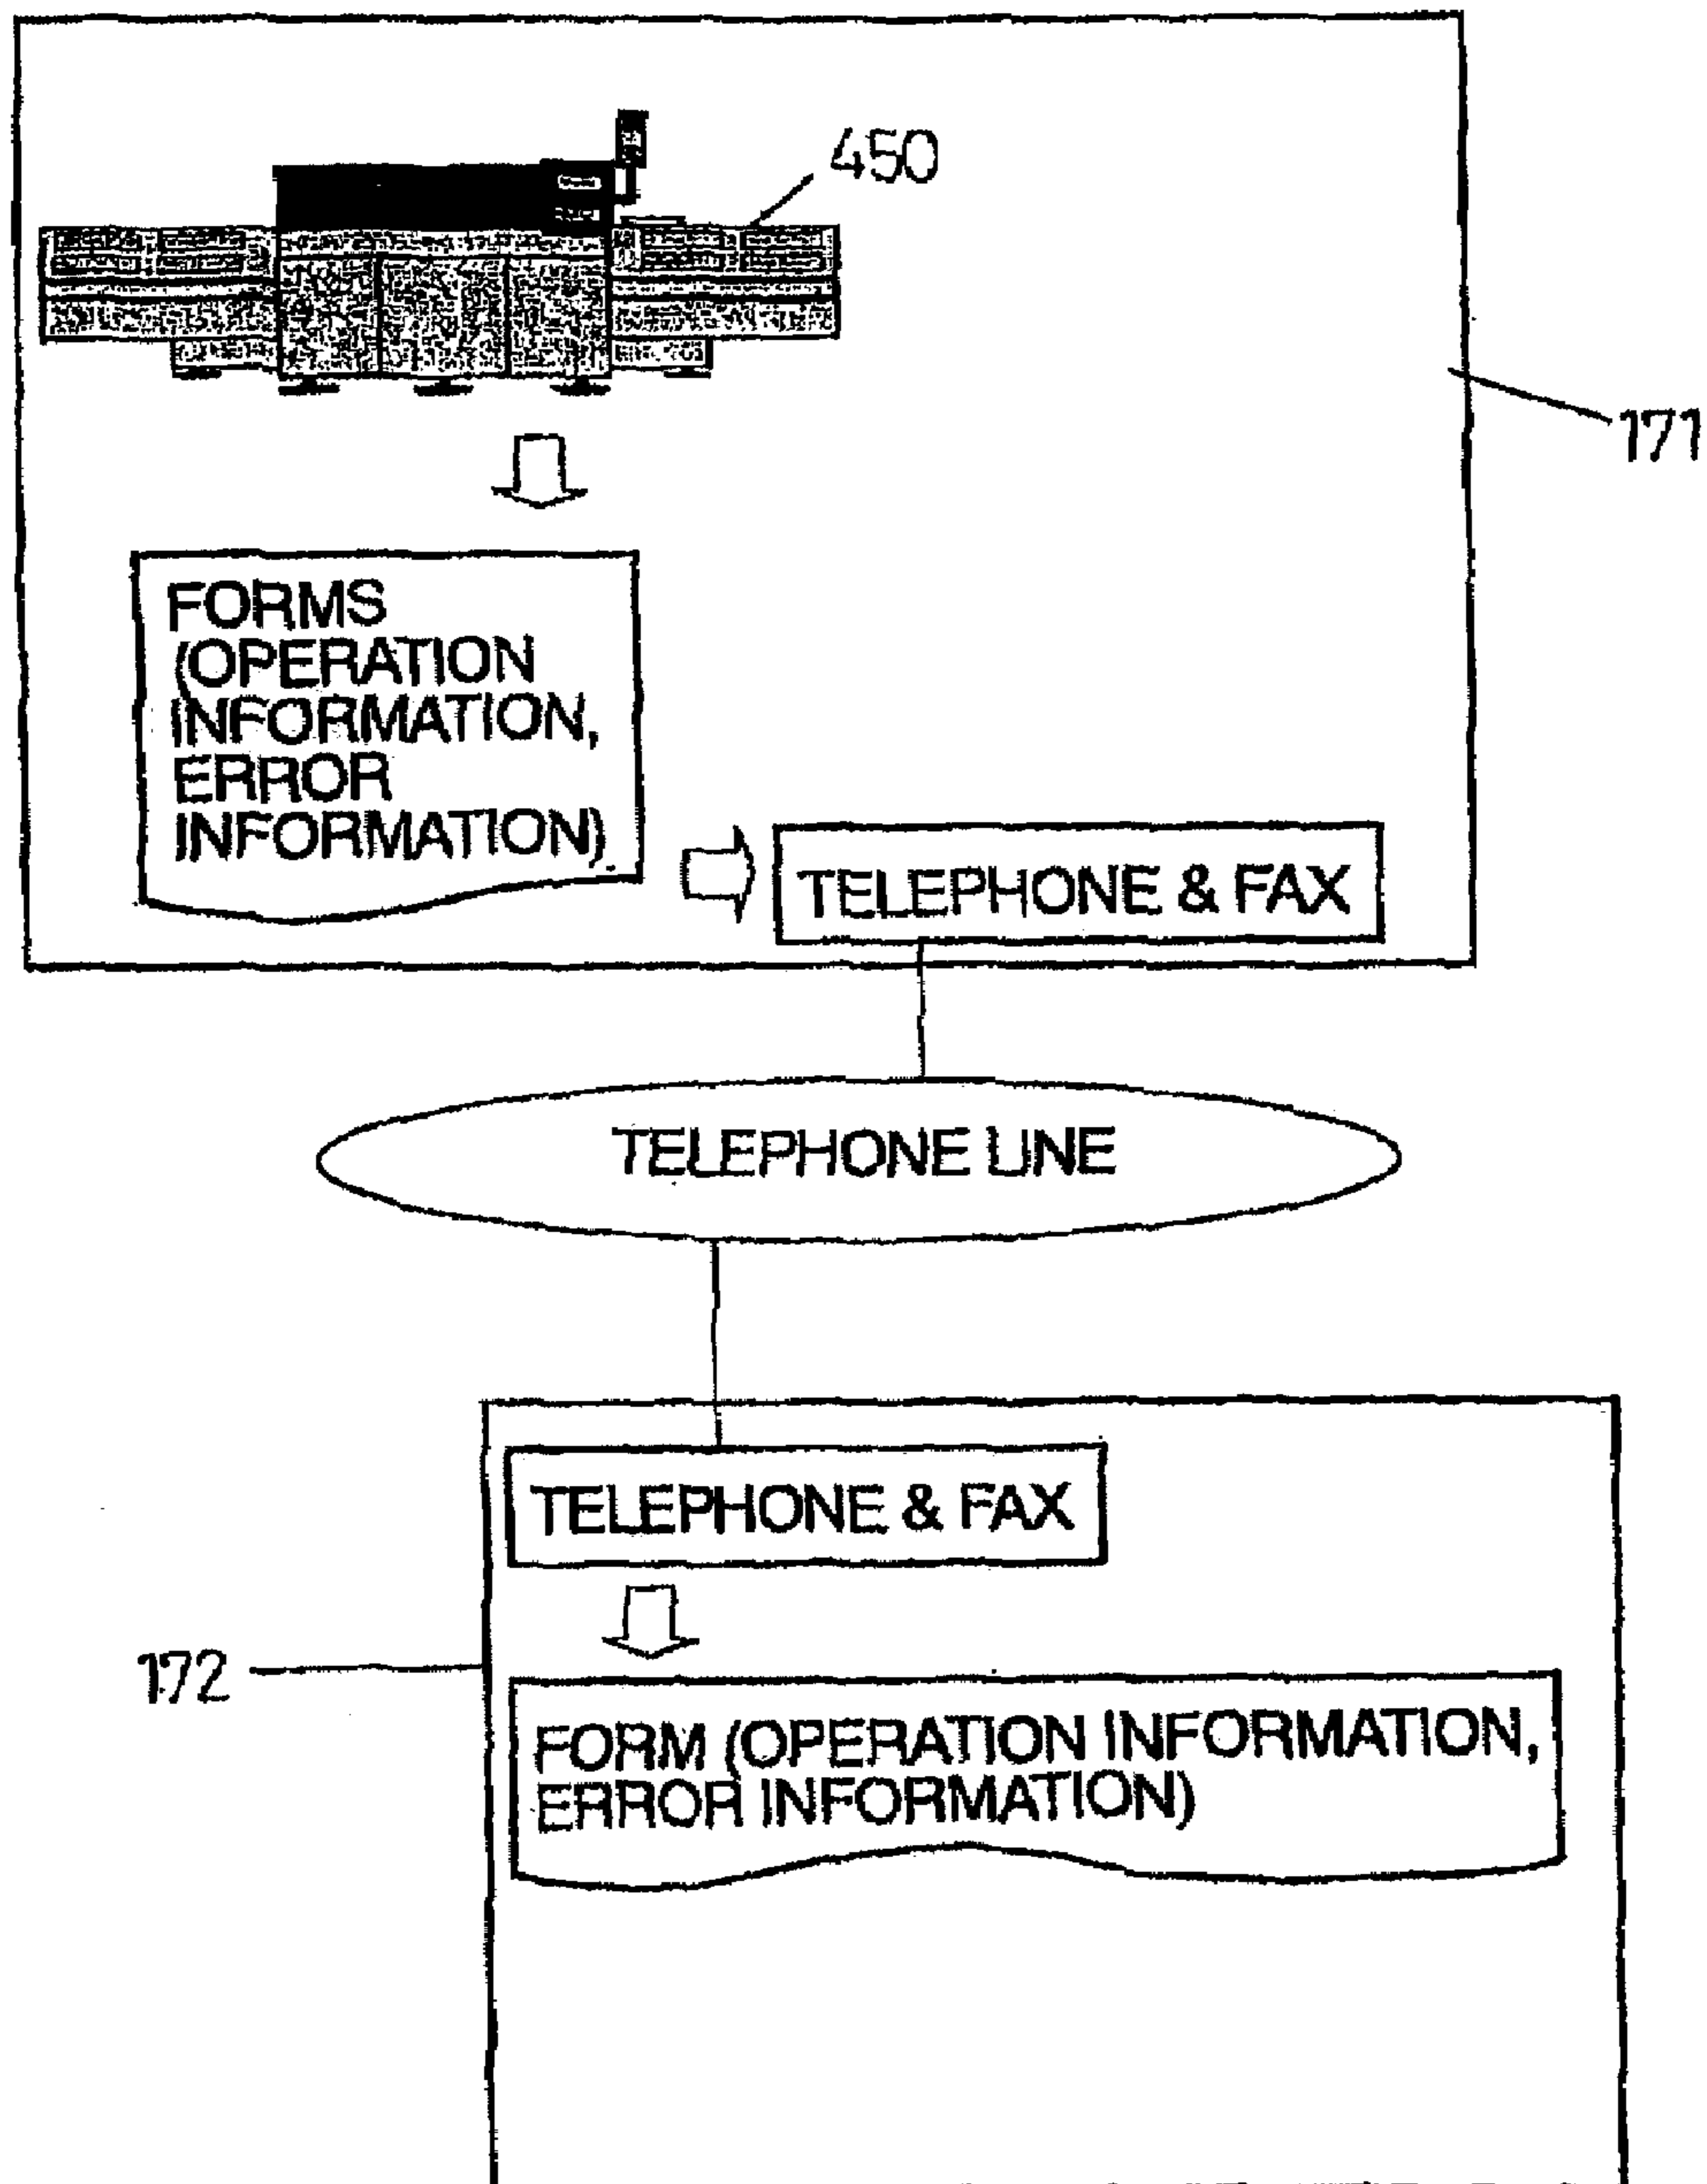 450
171
FORMS
(OPERATION
INFORMATION,
ERROR
INFORMATION)
TELEPHONE & FAX
TELEPHONE LINE
TELEPHONE & FAX
172
FORM (OPERATION INFORMATION,
ERROR INFORMATION)